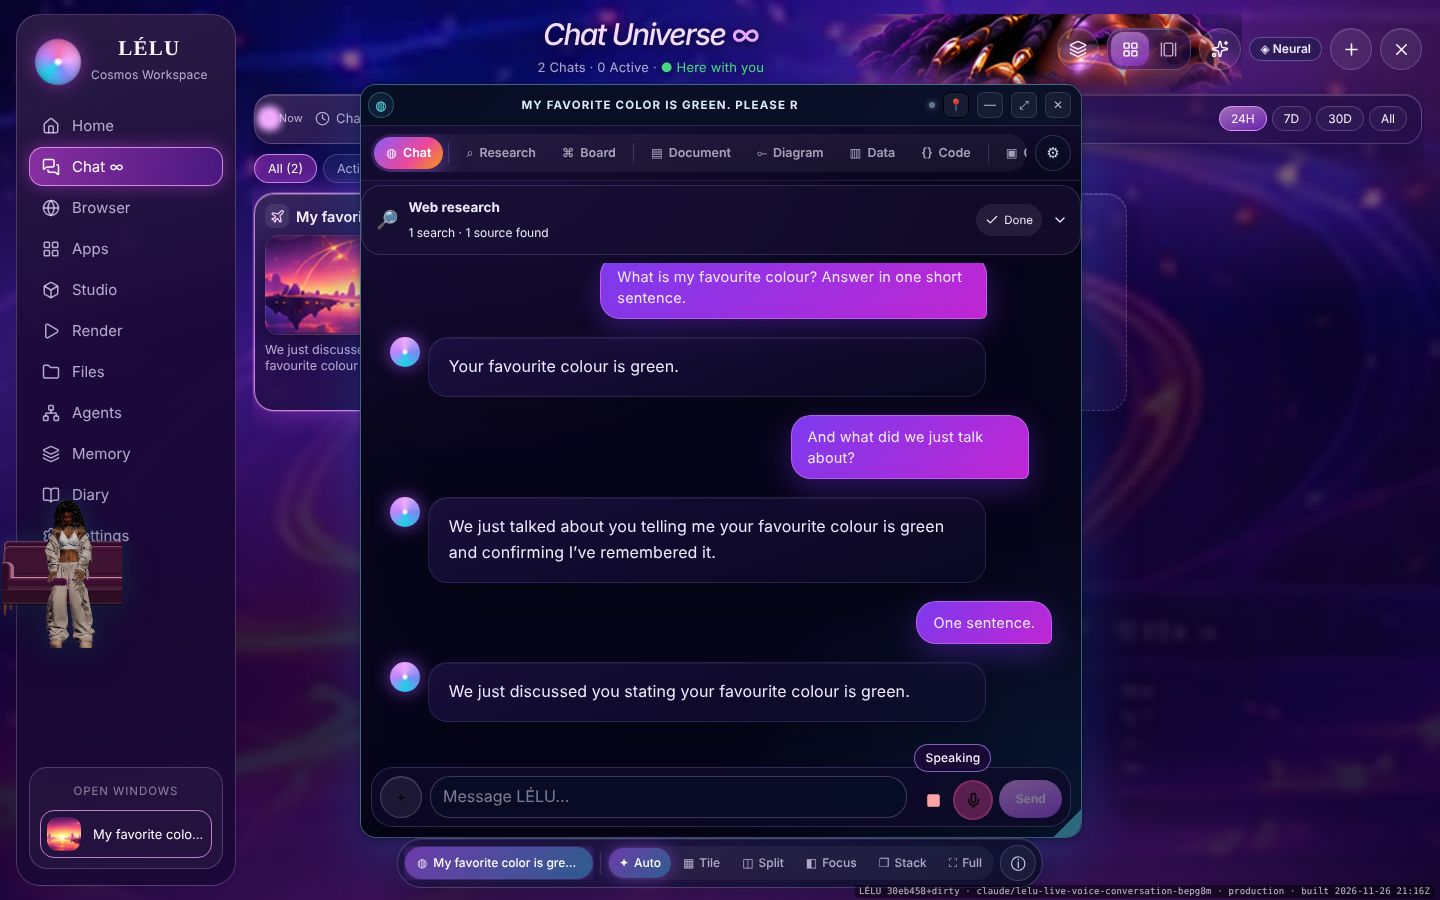 LÉLU
Cosmos Workspace
Home
Chat ∞
Browser
Apps
Studio
Render
Files
Agents
Memory
Diary
ettings
OPEN WINDOWS
My favorite colo...
Chat Universe ∞
2 Chats · 0 Active · ● Here with you
◈ Neural
Now
Cha
24H
7D
30D
All
All (2)
Acti
My favori
We just discusse
favourite colour
MY FAVORITE COLOR IS GREEN. PLEASE R
Chat
Research
⌘ Board
Document
Diagram
Data
{} Code
Web research
1 search · 1 source found
✓ Done
What is my favourite colour? Answer in one short
sentence.
Your favourite colour is green.
And what did we just talk
about?
We just talked about you telling me your favourite colour is green
and confirming I’ve remembered it.
One sentence.
We just discussed you stating your favourite colour is green.
Speaking
Message LÉLU...
Send
My favorite color is gre...
Auto
Tile
Split
Focus
Stack
Full
LÉLU 30eb458+dirty · claude/lelu-live-voice-conversation-bepg8m · production · built 2026-11-26 21:16Z